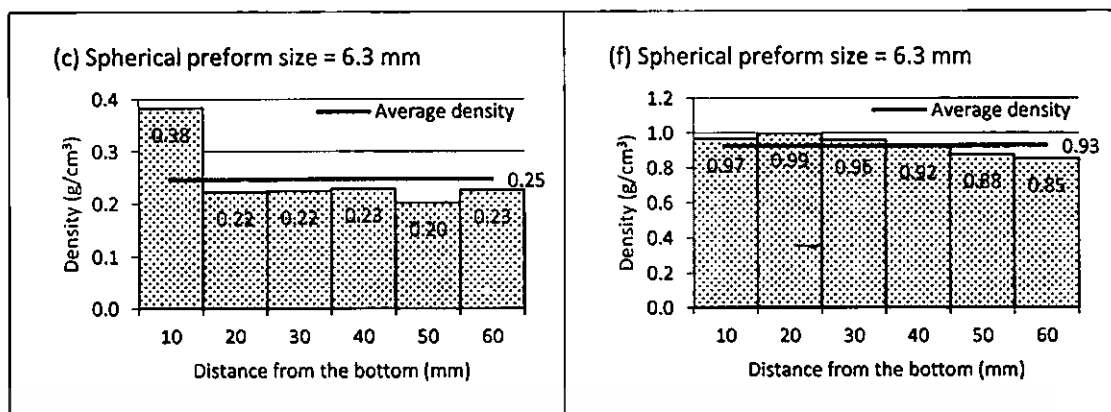 (c) Spherical preform size = 6.3 mm
Average density
Density (g/cm³)
0.4
0.3
0.2
0.1
0.0
0.38
0.22
0.22
0.23
0.20
0.23
0.25
10 20 30 40 50 60
Distance from the bottom (mm)
(f) Spherical preform size = 6.3 mm
Average density
Density (g/cm³)
1.2
1.0
0.8
0.6
0.4
0.2
0.0
0.97
0.99
0.96
0.92
0.88
0.85
0.93
10 20 30 40 50 60
Distance from the bottom (mm)